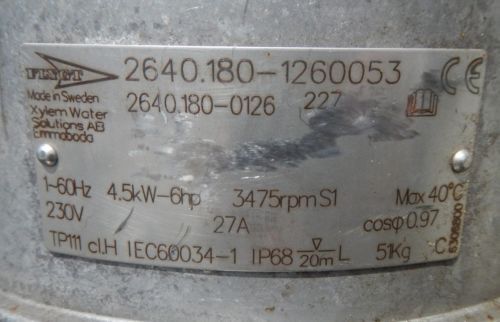 FLYGT
2640.180-1260053
CE
Made in Sweden
Xylem Water
Solutions AB
Emmaboda
2640.180-0126 227
1~60Hz 4.5kW-6hp 3475rpm S1 Max 40°C
230V 27A cosφ 0.97
TP111 cl.H IEC60034-1 IP68 ▽ 20m L 51Kg C